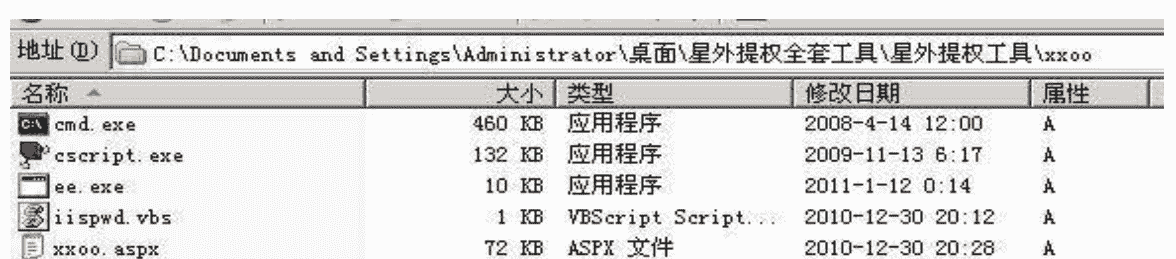 地址(D) C:\Documents and Settings\Administrator\桌面\星外提权全套工具\星外提权工具\xxoo
名称 大小 类型 修改日期 属性
cmd.exe 460 KB 应用程序 2008-4-14 12:00 A
cscript.exe 132 KB 应用程序 2009-11-13 6:17 A
ee.exe 10 KB 应用程序 2011-1-12 0:14 A
iispwd.vbs 1 KB VBScript Script... 2010-12-30 20:12 A
xxoo.aspx 72 KB ASPX 文件 2010-12-30 20:28 A